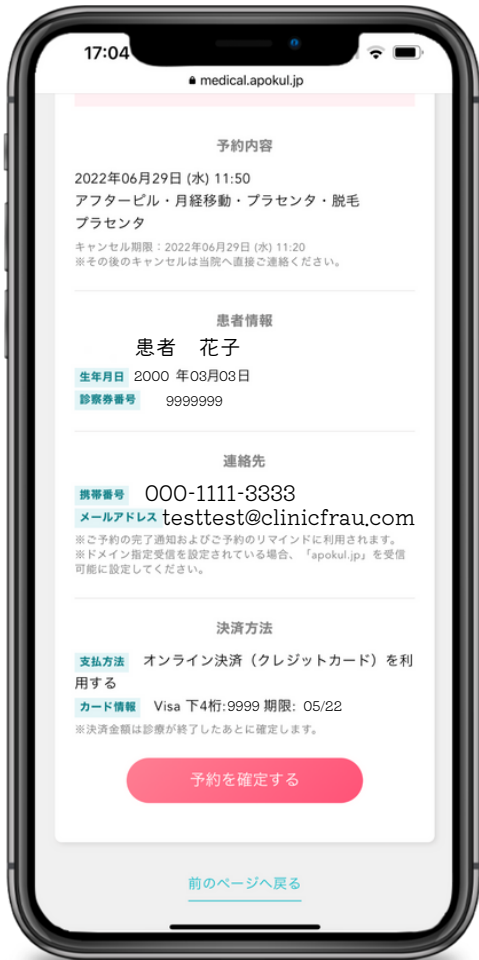 17:04
medical.apokul.jp
予約内容
2022年06月29日 (水) 11:50
アフターピル・月経移動・プラセンタ・脱毛
プラセンタ
キャンセル期限：2022年06月29日 (水) 11:20
※その後のキャンセルは当院へ直接ご連絡ください。
患者情報
患者　花子
生年月日 2000 年03月03日
診察券番号 9999999
連絡先
携帯番号 000-1111-3333
メールアドレス testtest@clinicfrau.com
※ご予約の完了通知およびご予約のリマインドに利用されます。
※ドメイン指定受信を設定されている場合、「apokul.jp」を受信
可能に設定してください。
決済方法
支払方法 オンライン決済（クレジットカード）を利
用する
カード情報 Visa 下4桁:9999 期限: 05/22
※決済金額は診療が終了したあとに確定します。
予約を確定する
前のページへ戻る